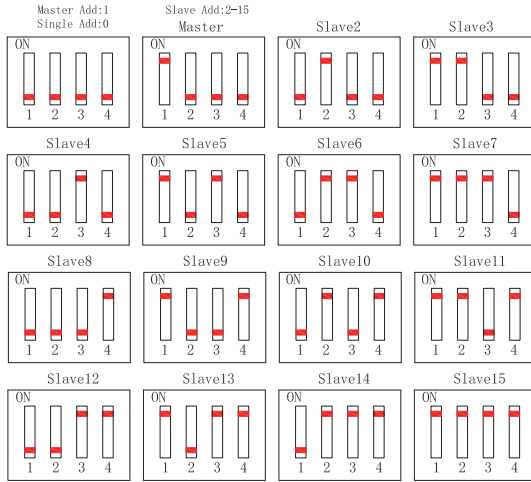 Master Add:1 Slave Add:2-15
Single Add:0 Master Slave2 Slave3
ON ON ON ON
1 2 3 4 1 2 3 4 1 2 3 4 1 2 3 4
Slave4 Slave5 Slave6 Slave7
ON ON ON ON
1 2 3 4 1 2 3 4 1 2 3 4 1 2 3 4
Slave8 Slave9 Slave10 Slave11
ON ON ON ON
1 2 3 4 1 2 3 4 1 2 3 4 1 2 3 4
Slave12 Slave13 Slave14 Slave15
ON ON ON ON
1 2 3 4 1 2 3 4 1 2 3 4 1 2 3 4